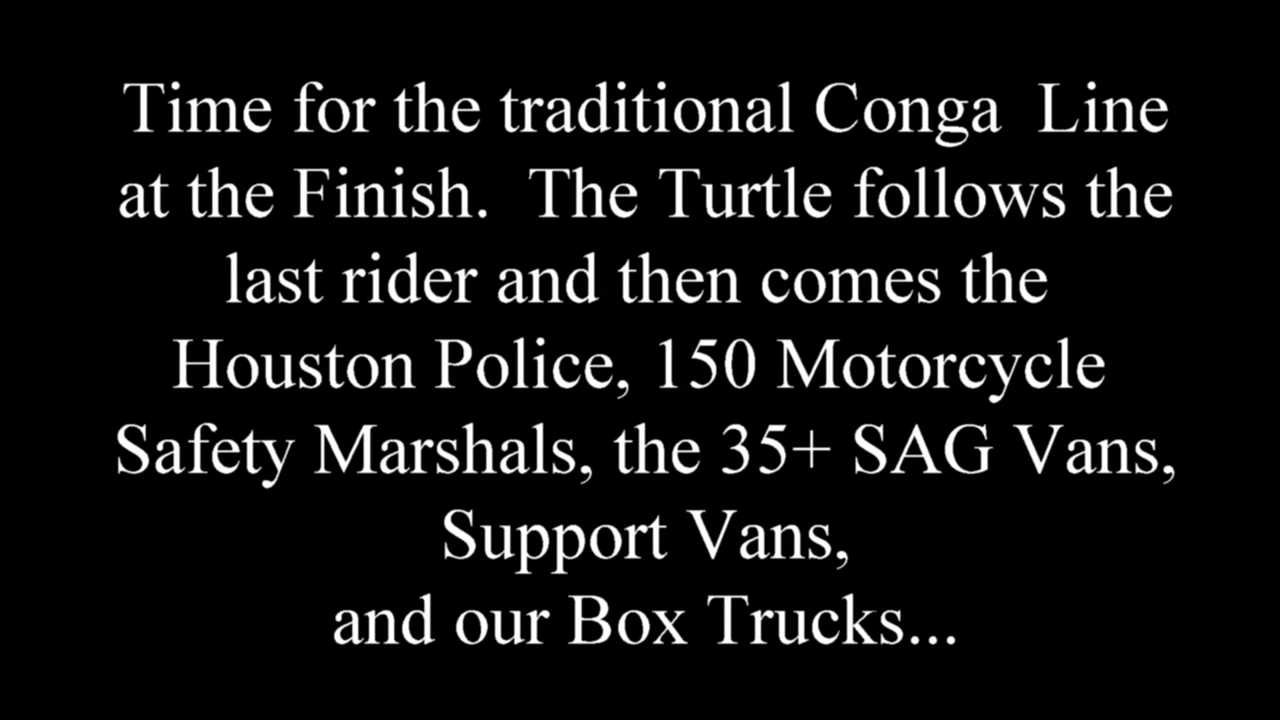 Time for the traditional Conga  Line
at the Finish.  The Turtle follows the
last rider and then comes the
Houston Police, 150 Motorcycle
Safety Marshals, the 35+ SAG Vans,
Support Vans,
and our Box Trucks...